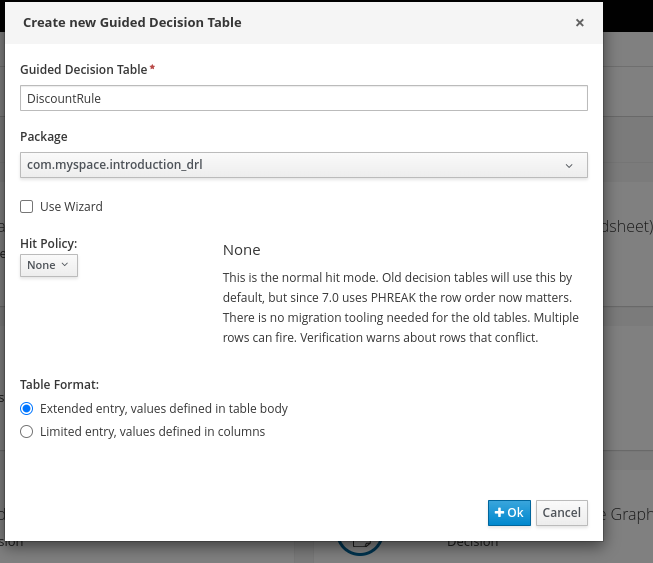 Create new Guided Decision Table
×
Guided Decision Table*
DiscountRule
Package
com.myspace.introduction_drl
Use Wizard
Hit Policy:
None
None
This is the normal hit mode. Old decision tables will use this by
default, but since 7.0 uses PHREAK the row order now matters.
There is no migration tooling needed for the old tables. Multiple
rows can fire. Verification warns about rows that conflict.
Table Format:
Extended entry, values defined in table body
Limited entry, values defined in columns
+ Ok
Cancel
dsheet)
e Graph
Decision